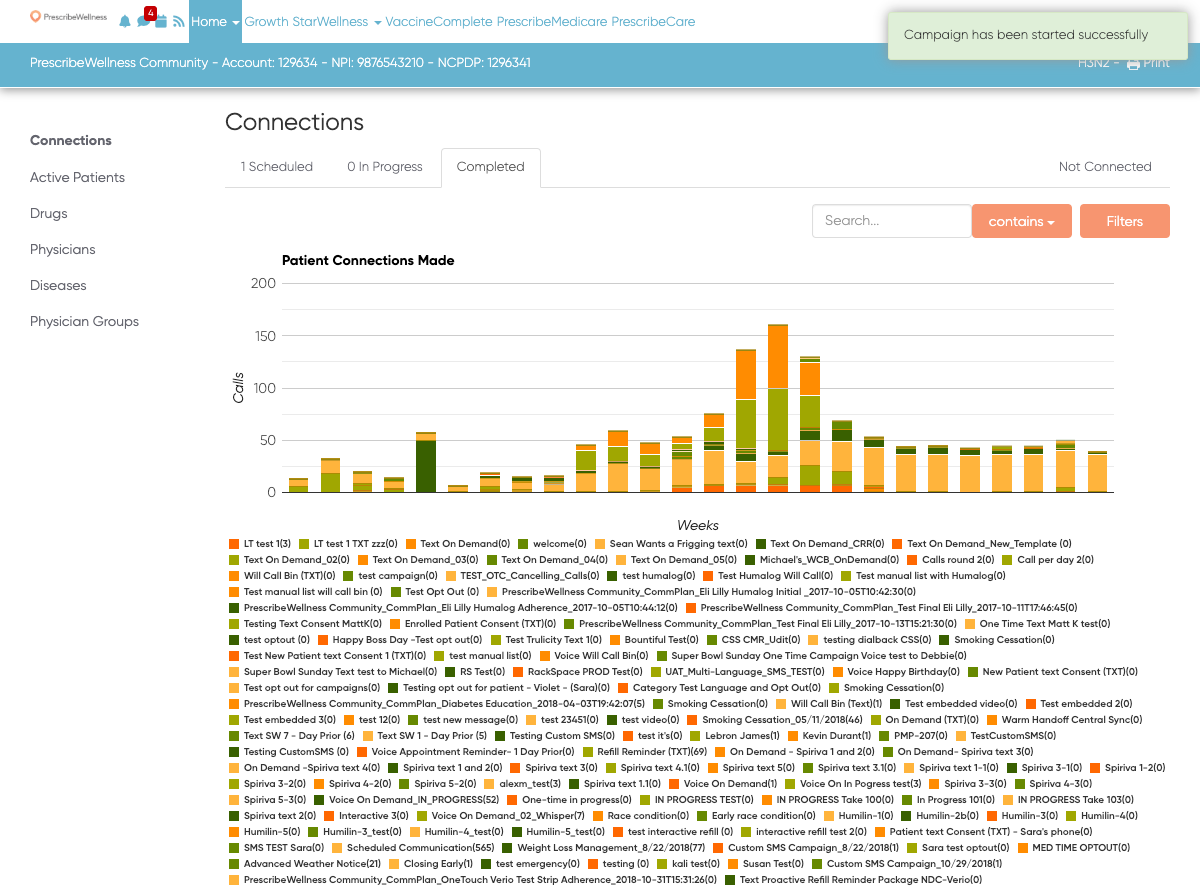 PrescribeWellness 4 Home Growth StarWellness VaccineComplete PrescribeMedicare PrescribeCare
Campaign has been started successfully
PrescribeWellness Community - Account: 129634 - NPI: 9876543210 - NCPDP: 1296341 H3N2 - Print
Connections
Connections
Active Patients
Drugs
Physicians
Diseases
Physician Groups
1 Scheduled 0 In Progress Completed Not Connected
Search... contains Filters
Patient Connections Made
200
150
100
50
0
Calls
Weeks
LT test 1(3) LT test 1 TXT zzz(0) Text On Demand(0) welcome(0) Sean Wants a Frigging text(0) Text On Demand_CRR(0) Text On Demand_New_Template (0)
Text On Demand_02(0) Text On Demand_03(0) Text On Demand_04(0) Text On Demand_05(0) Michael's_WCB_OnDemand(0) Calls round 2(0) Call per day 2(0)
Will Call Bin (TXT)(0) test campaign(0) TEST_OTC_Cancelling_Calls(0) test humalog(0) Test Humalog Will Call(0) Test manual list with Humalog(0)
Test manual list will call bin (0) Test Opt Out (0) PrescribeWellness Community_CommPlan_Eli Lilly Humalog Initial _2017-10-05T10:42:30(0)
PrescribeWellness Community_CommPlan_Eli Lilly Humalog Adherence_2017-10-05T10:44:12(0) PrescribeWellness Community_CommPlan_Test Final Eli Lilly_2017-10-11T17:46:45(0)
Testing Text Consent MattK(0) Enrolled Patient Consent (TXT)(0) PrescribeWellness Community_CommPlan_Test Final Eli Lilly_2017-10-13T15:21:30(0) One Time Text Matt K test(0)
test optout (0) Happy Boss Day -Test opt out(0) Test Trulicity Text 1(0) Bountiful Test(0) CSS CMR_Udit(0) testing dialback CSS(0) Smoking Cessation(0)
Test New Patient text Consent 1 (TXT)(0) test manual list(0) Voice Will Call Bin(0) Super Bowl Sunday One Time Campaign Voice test to Debbie(0)
Super Bowl Sunday Text test to Michael(0) RS Test(0) RackSpace PROD Test(0) UAT_Multi-Language_SMS_TEST(0) Voice Happy Birthday(0) New Patient text Consent (TXT)(0)
Test opt out for campaigns(0) Testing opt out for patient - Violet - (Sara)(0) Category Test Language and Opt Out(0) Smoking Cessation(0)
PrescribeWellness Community_CommPlan_Diabetes Education_2018-04-03T19:42:07(5) Smoking Cessation(0) Will Call Bin (Text)(1) Test embedded video(0) Test embedded 2(0)
Test embedded 3(0) test 12(0) test new message(0) test 23451(0) test video(0) Smoking Cessation_05/11/2018(46) On Demand (TXT)(0) Warm Handoff Central Sync(0)
Text SW 7 - Day Prior (6) Text SW 1 - Day Prior (5) Testing Custom SMS(0) test it's(0) Lebron James(1) Kevin Durant(1) PMP-207(0) TestCustomSMS(0)
Testing CustomSMS (0) Voice Appointment Reminder- 1 Day Prior(0) Refill Reminder (TXT)(69) On Demand - Spiriva 1 and 2(0) On Demand- Spiriva text 3(0)
On Demand -Spiriva text 4(0) Spiriva text 1 and 2(0) Spiriva text 3(0) Spiriva text 4.1(0) Spiriva text 5(0) Spiriva text 3.1(0) Spiriva text 1-1(0) Spiriva 3-1(0) Spiriva 1-2(0)
Spiriva 3-2(0) Spiriva 4-2(0) Spiriva 5-2(0) alexm_test(3) Spiriva text 1.1(0) Voice On Demand(1) Voice On In Pogress test(3) Spiriva 3-3(0) Spiriva 4-3(0)
Spiriva 5-3(0) Voice On Demand_IN_PROGRESS(52) One-time in progress(0) IN PROGRESS TEST(0) IN PROGRESS Take 100(0) In Progress 101(0) IN PROGRESS Take 103(0)
Spiriva text 2(0) Interactive 3(0) Voice On Demand_02_Whisper(7) Race condition(0) Early race condition(0) Humilin-1(0) Humilin-2b(0) Humilin-3(0) Humilin-4(0)
Humilin-5(0) Humilin-3_test(0) Humilin-4_test(0) Humilin-5_test(0) test interactive refill (0) interactive refill test 2(0) Patient text Consent (TXT) - Sara's phone(0)
SMS TEST Sara(0) Scheduled Communication(565) Weight Loss Management_8/22/2018(77) Custom SMS Campaign_8/22/2018(1) Sara test optout(0) MED TIME OPTOUT(0)
Advanced Weather Notice(21) Closing Early(1) test emergency(0) testing (0) kali test(0) Susan Test(0) Custom SMS Campaign_10/29/2018(1)
PrescribeWellness Community_CommPlan_OneTouch Verio Test Strip Adherence_2018-10-31T15:31:26(0) Text Proactive Refill Reminder Package NDC-Verio(0)